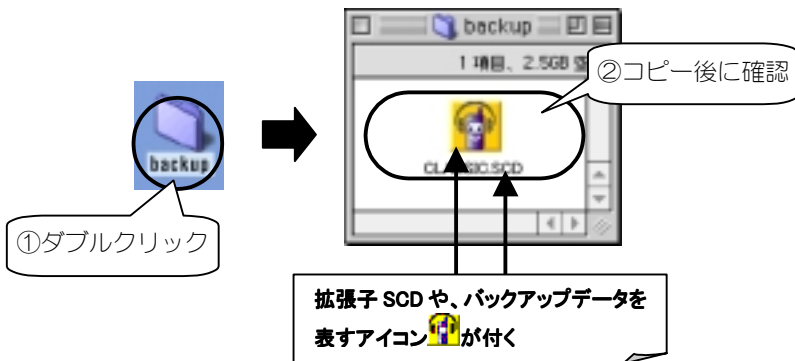 backup
1 項目、2.5GB 空
②コピー後に確認
backup
CLASSIC.SCD
①ダブルクリック
拡張子 SCD や、バックアップデータを
表すアイコンが付く